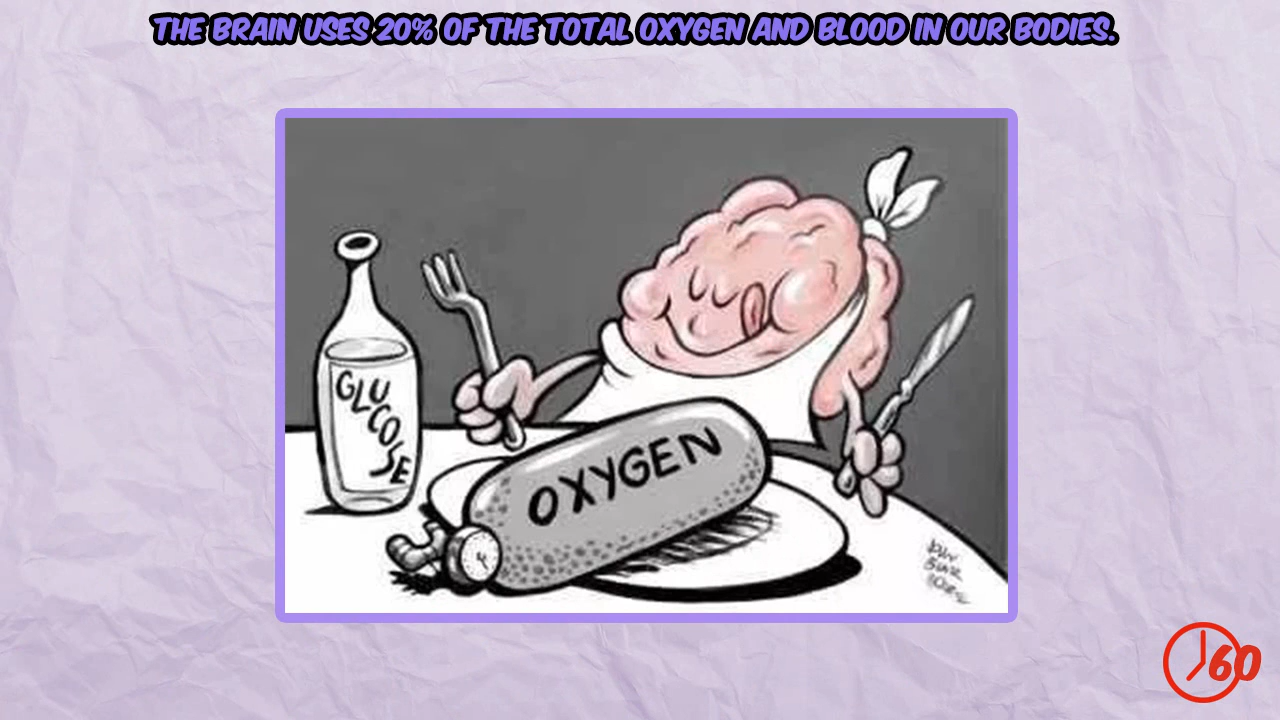 THE BRAIN USES 20% OF THE TOTAL OXYGEN AND BLOOD IN OUR BODIES.
GLUCOSE
OXYGEN
60